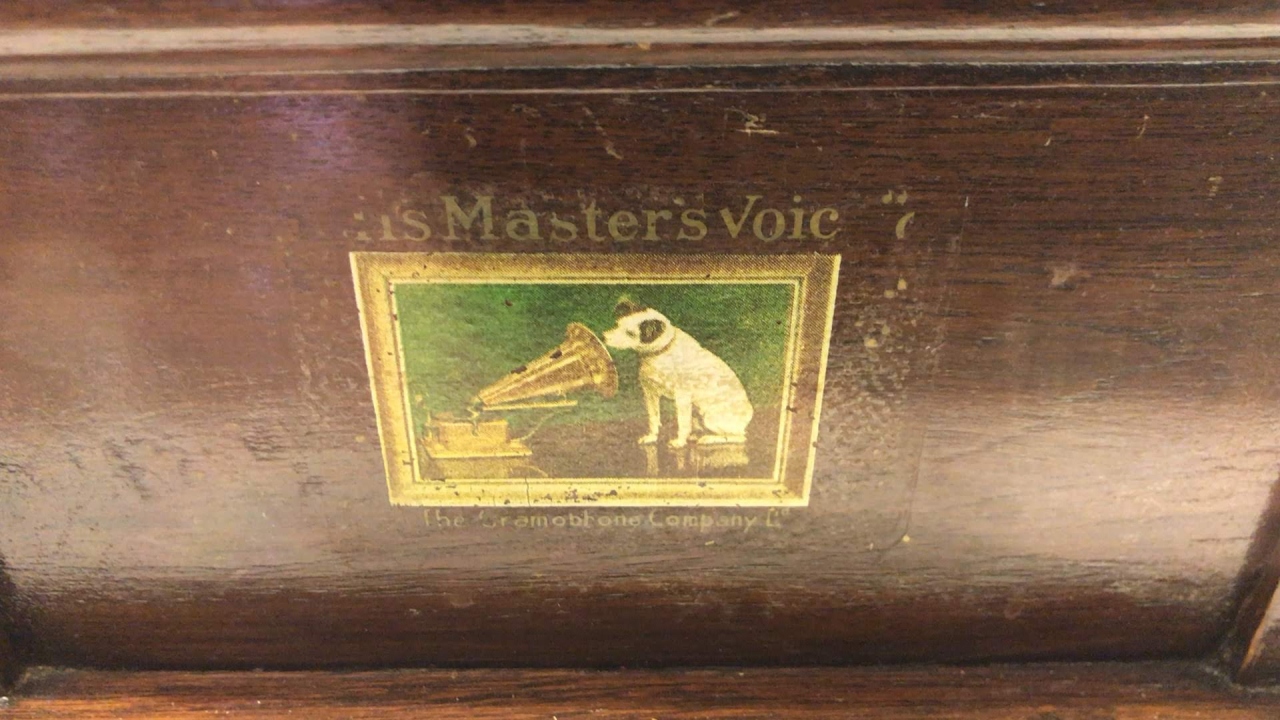 is Masters Voic
The Gramophone Company Ld